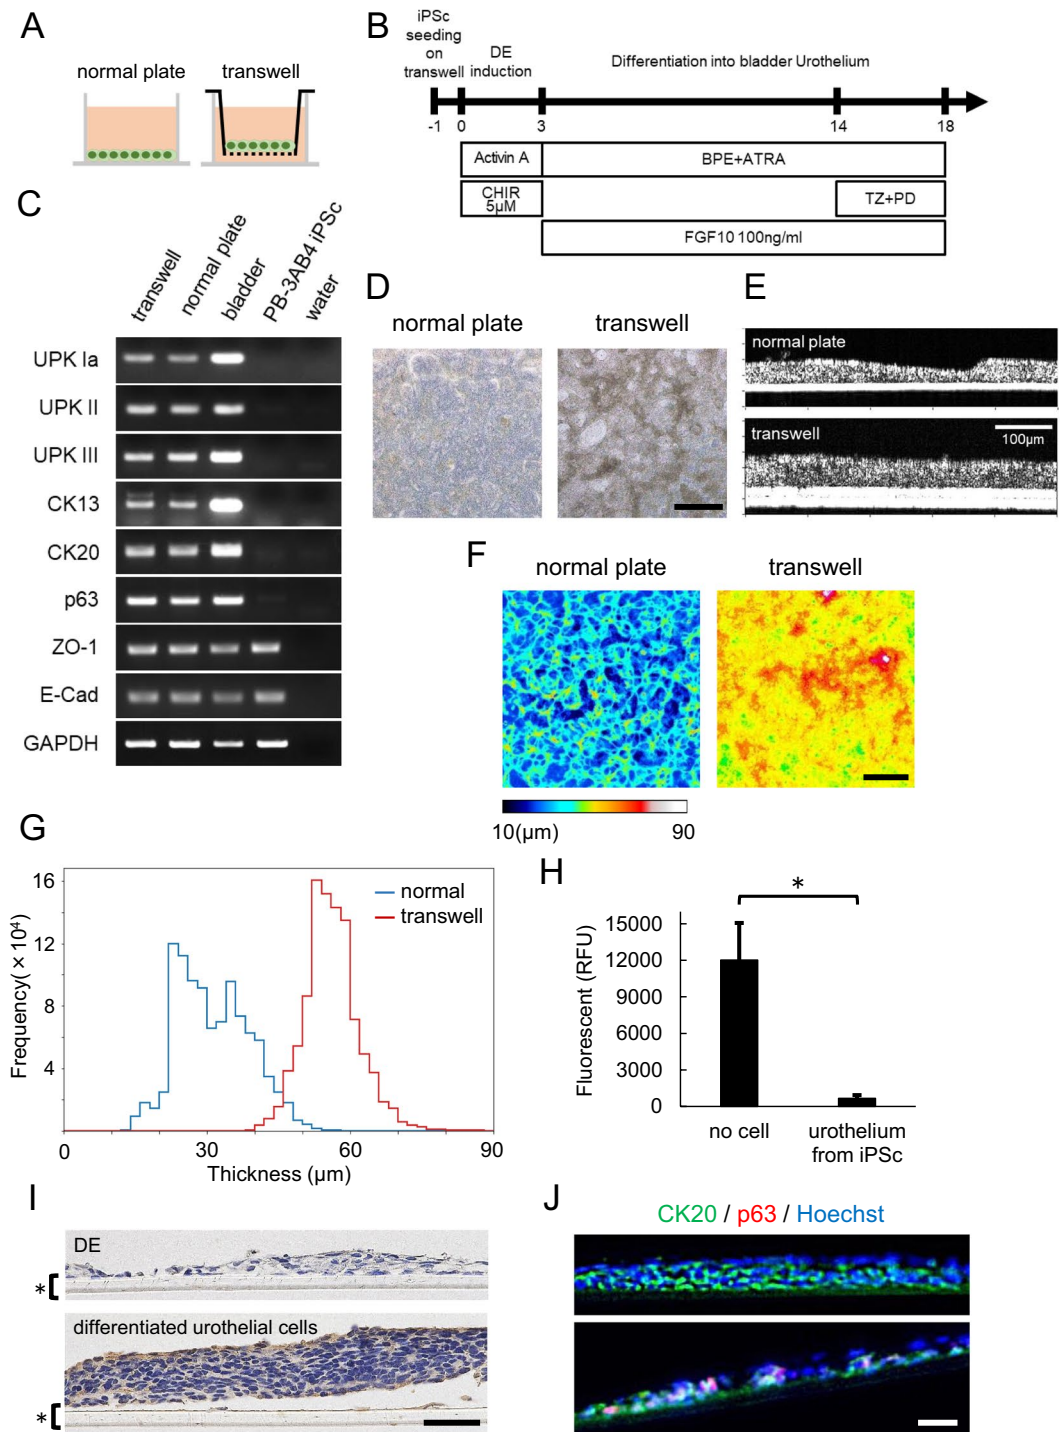 A
normal plate
transwell
B
iPSc
seeding
on
transwell
DE
induction
Differentiation into bladder Urothelium
-1
0
3
14
18
Activin A
BPE+ATRA
CHIR
5μM
TZ+PD
FGF10 100ng/ml
C
transwell
normal plate
bladder
PB-3AB4 iPSc
water
UPK Ia
UPK II
UPK III
CK13
CK20
p63
ZO-1
E-Cad
GAPDH
D
normal plate
transwell
E
normal plate
transwell
100μm
F
normal plate
transwell
10(μm)
90
G
Frequency(×10⁴)
16
12
8
4
normal
transwell
0
30
60
90
Thickness (μm)
H
*
Fluorescent (RFU)
15000
12000
9000
6000
3000
0
no cell
urothelium
from iPSc
I
DE
*
differentiated urothelial cells
*
J
CK20 / p63 / Hoechst